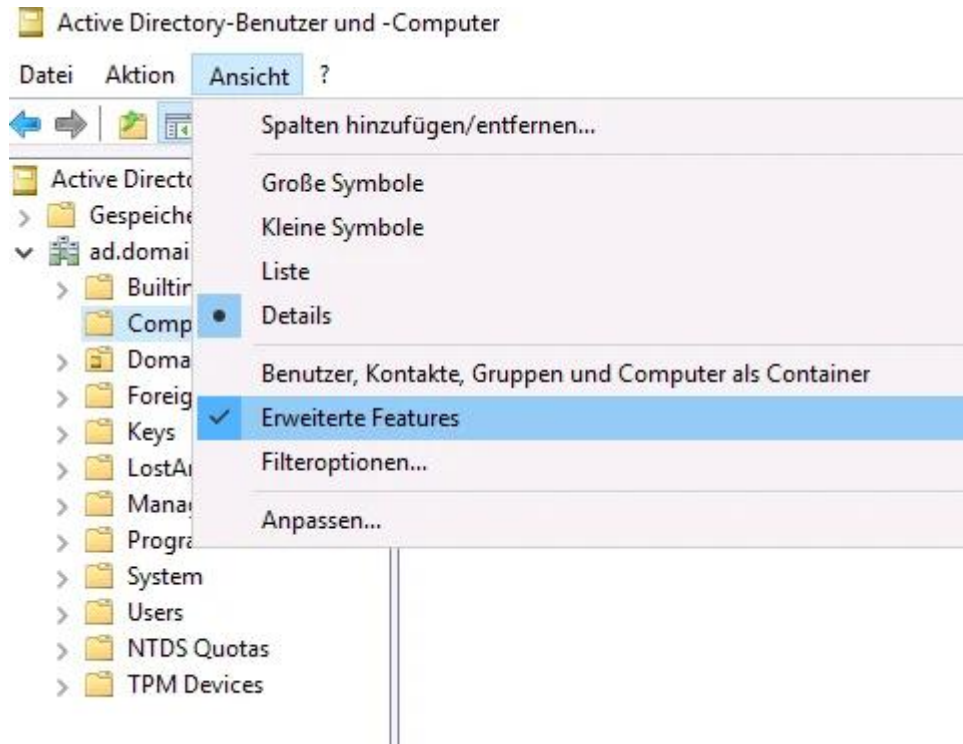 Active Directory-Benutzer und -Computer
Datei Aktion Ansicht ?
Spalten hinzufügen/entfernen...
Große Symbole
Kleine Symbole
Liste
Details
Benutzer, Kontakte, Gruppen und Computer als Container
Erweiterte Features
Filteroptionen...
Anpassen...
Active Directo
Gespeiche
ad.domai
Builtin
Comp
Doma
Foreig
Keys
LostAn
Manag
Progra
System
Users
NTDS Quotas
TPM Devices